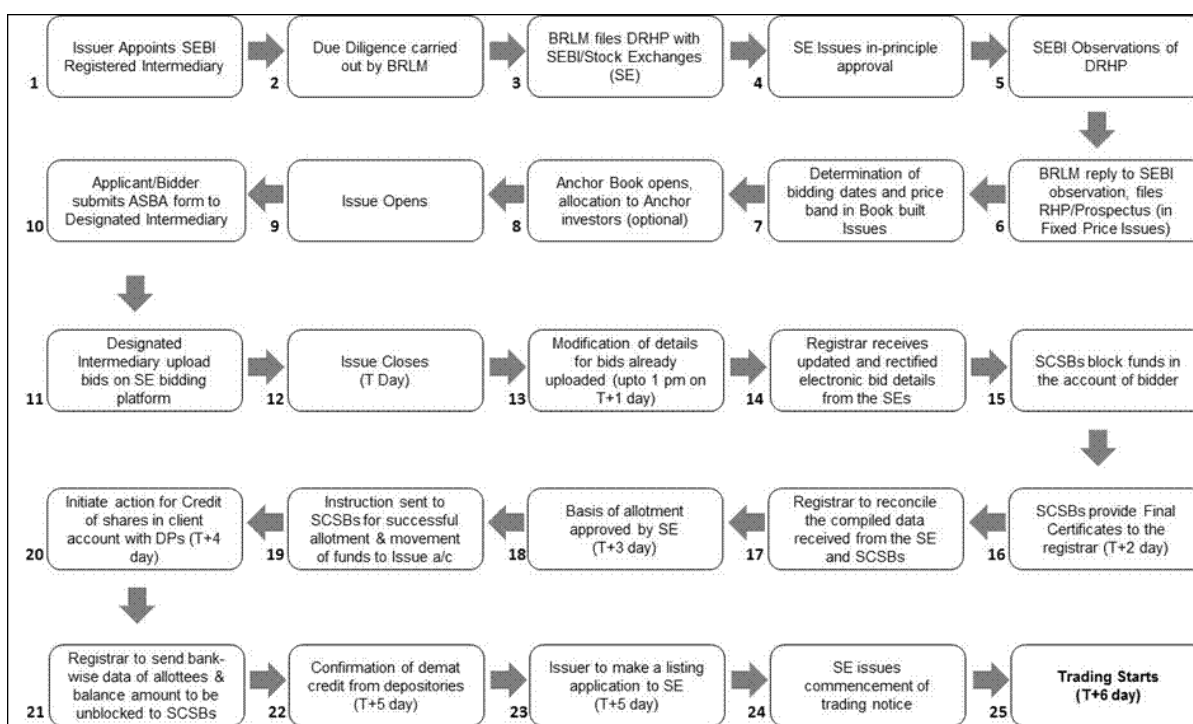 Issuer Appoints SEBI
Registered Intermediary
1
Due Diligence carried
out by BRLM
2
BRLM files DRHP with
SEBI/Stock Exchanges
(SE)
3
SE Issues in-principle
approval
4
SEBI Observations of
DRHP
5
BRLM reply to SEBI
observation, files
RHP/Prospectus (in
Fixed Price Issues)
6
Determination of
bidding dates and price
band in Book built
Issues
7
Anchor Book opens,
allocation to Anchor
investors (optional)
8
Issue Opens
9
Applicant/Bidder
submits ASBA form to
Designated Intermediary
10
Designated
Intermediary upload
bids on SE bidding
platform
11
Issue Closes
(T Day)
12
Modification of details
for bids already
uploaded (upto 1 pm on
T+1 day)
13
Registrar receives
updated and rectified
electronic bid details
from the SEs
14
SCSBs block funds in
the account of bidder
15
SCSBs provide Final
Certificates to the
registrar (T+2 day)
16
Registrar to reconcile
the compiled data
received from the SE
and SCSBs
17
Basis of allotment
approved by SE
(T+3 day)
18
Instruction sent to
SCSBs for successful
allotment & movement
of funds to Issue a/c
19
Initiate action for Credit
of shares in client
account with DPs (T+4
day)
20
Registrar to send bank-
wise data of allottees &
balance amount to be
unblocked to SCSBs
21
Confirmation of demat
credit from depositories
(T+5 day)
22
Issuer to make a listing
application to SE
(T+5 day)
23
SE issues
commencement of
trading notice
24
Trading Starts
(T+6 day)
25